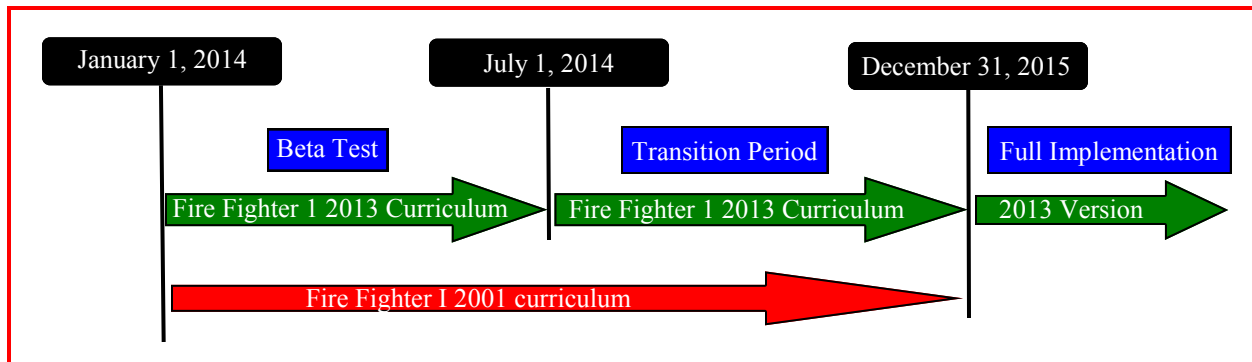 January 1, 2014
July 1, 2014
December 31, 2015
Beta Test
Transition Period
Full Implementation
Fire Fighter 1 2013 Curriculum
Fire Fighter 1 2013 Curriculum
2013 Version
Fire Fighter I 2001 curriculum